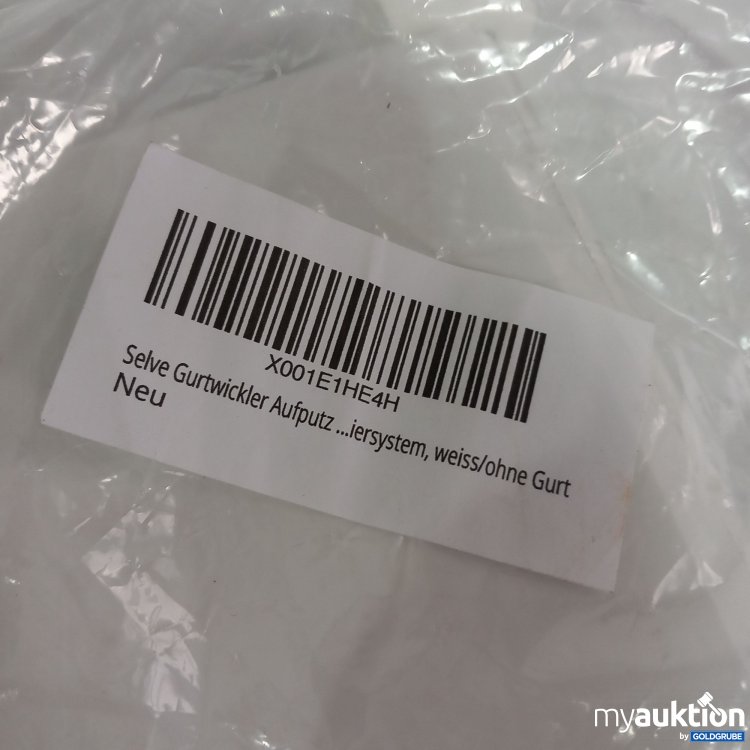 X001E1HE4H
Selve Gurtwickler Aufputz ...iersystem, weiss/ohne Gurt
Neu
myauktion
by GOLDGRUBE